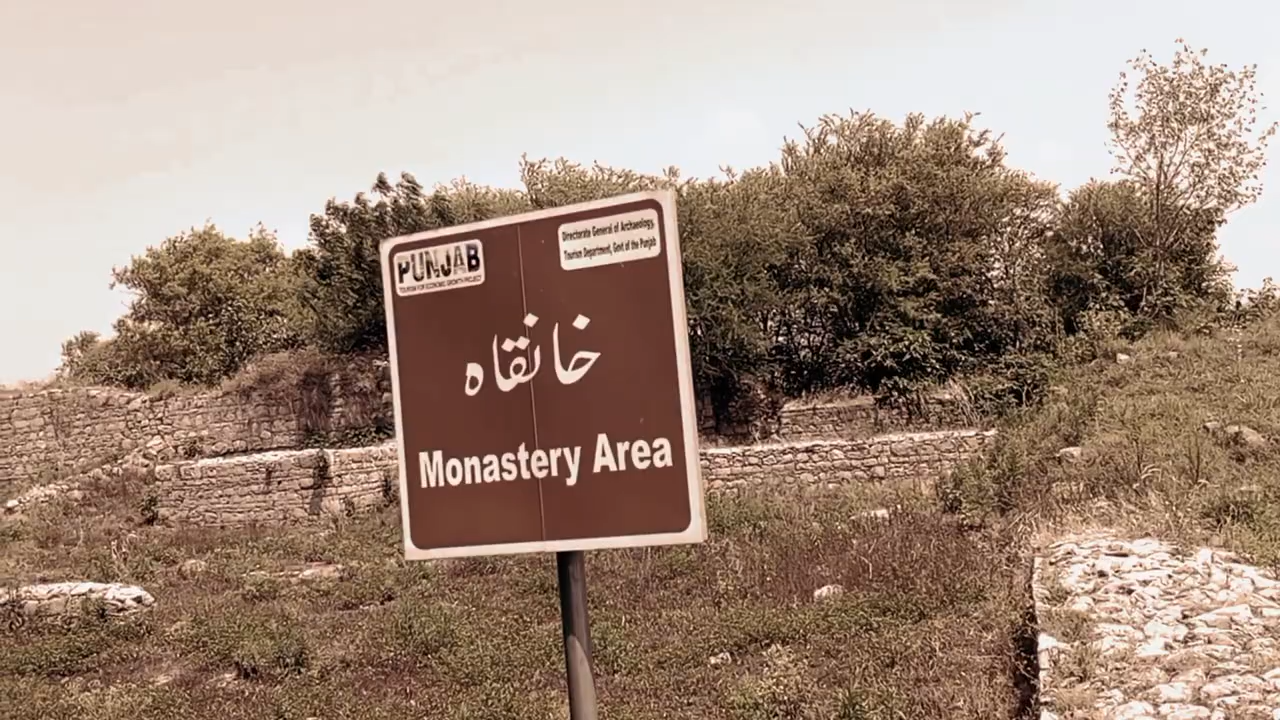 PUNJAB
TOURISM FOR ECONOMIC GROWTH PROJECT
Directorate General of Archaeology,
Tourism Department, Govt of the Punjab
خانقاہ
Monastery Area